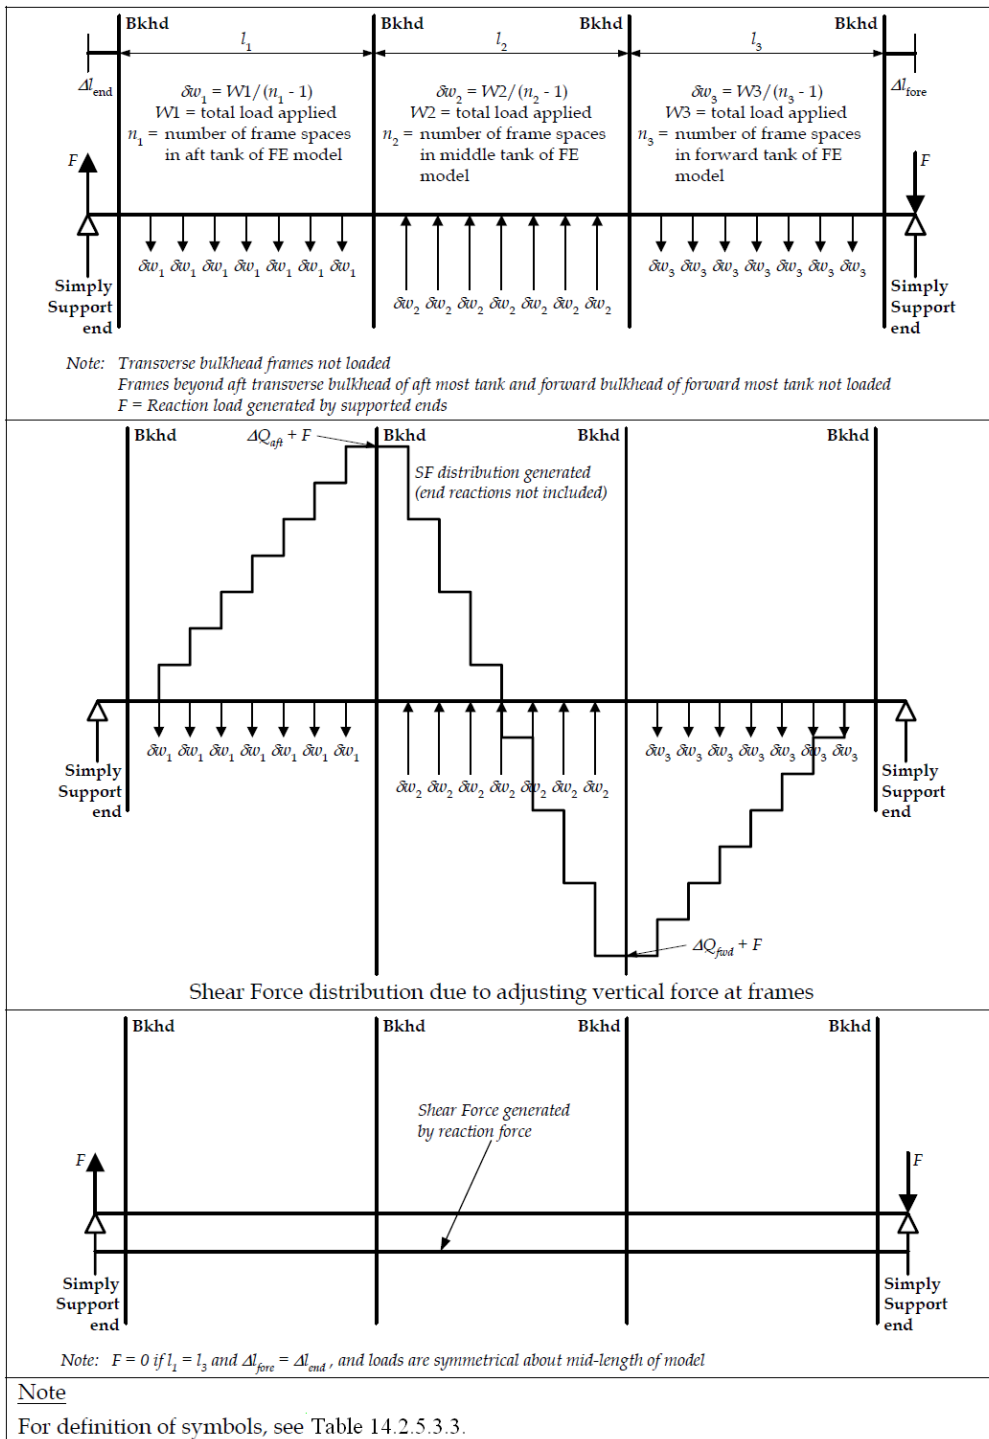 Bkhd Bkhd Bkhd Bkhd
l1 l2 l3
Δlend Δlfore
δw1 = W1/(n1 - 1) δw2 = W2/(n2 - 1) δw3 = W3/(n3 - 1)
W1 = total load applied W2 = total load applied W3 = total load applied
n1 = number of frame spaces n2 = number of frame spaces n3 = number of frame spaces
in aft tank of FE model in middle tank of FE in forward tank of FE
model model
F F
δw1 δw1 δw1 δw1 δw1 δw1 δw1 δw3 δw3 δw3 δw3 δw3 δw3 δw3
δw2 δw2 δw2 δw2 δw2 δw2 δw2
Simply Simply
Support Support
end end
Note: Transverse bulkhead frames not loaded
Frames beyond aft transverse bulkhead of aft most tank and forward bulkhead of forward most tank not loaded
F = Reaction load generated by supported ends
Bkhd ΔQaft + F Bkhd Bkhd Bkhd
SF distribution generated
(end reactions not included)
δw1 δw1 δw1 δw1 δw1 δw1 δw1 δw3 δw3 δw3 δw3 δw3 δw3 δw3
δw2 δw2 δw2 δw2 δw2 δw2 δw2
Simply Simply
Support Support
end end
ΔQfwd + F
Shear Force distribution due to adjusting vertical force at frames
Bkhd Bkhd Bkhd Bkhd
Shear Force generated
by reaction force
F F
Simply Simply
Support Support
end end
Note: F = 0 if l1 = l3 and Δlfore = Δlend , and loads are symmetrical about mid-length of model
Note
For definition of symbols, see Table 14.2.5.3.3.